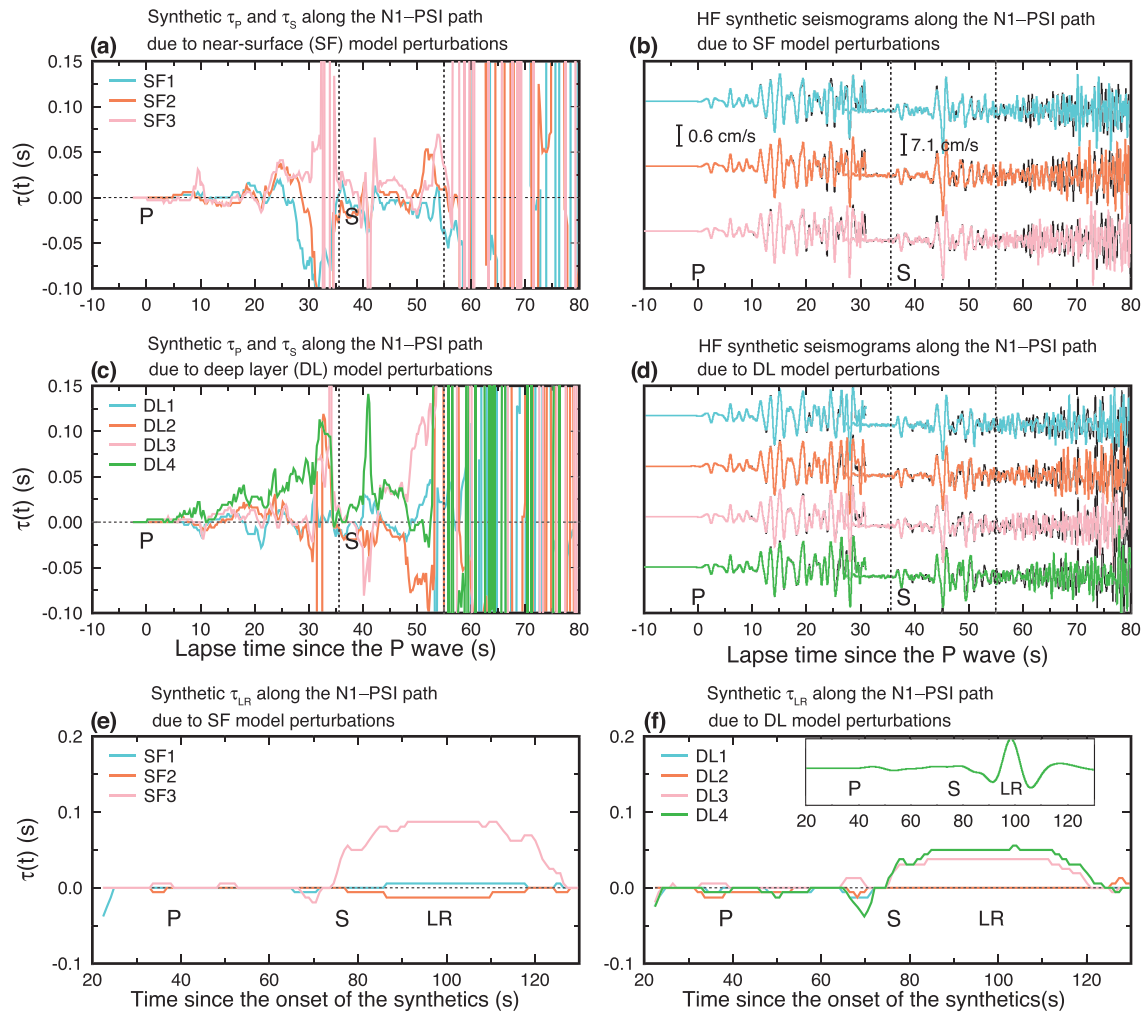 Synthetic τP and τS along the N1–PSI path
(a) due to near-surface (SF) model perturbations
0.15
0.10
0.05
0.00
-0.05
-0.10
τ(t) (s)
SF1
SF2
SF3
P
S
-10 0 10 20 30 40 50 60 70 80
HF synthetic seismograms along the N1–PSI path
(b) due to SF model perturbations
0.6 cm/s
7.1 cm/s
P
S
-10 0 10 20 30 40 50 60 70 80
Synthetic τP and τS along the N1–PSI path
(c) due to deep layer (DL) model perturbations
0.15
0.10
0.05
0.00
-0.05
-0.10
τ(t) (s)
DL1
DL2
DL3
DL4
P
S
-10 0 10 20 30 40 50 60 70 80
Lapse time since the P wave (s)
HF synthetic seismograms along the N1–PSI path
(d) due to DL model perturbations
P
S
-10 0 10 20 30 40 50 60 70 80
Lapse time since the P wave (s)
Synthetic τLR along the N1–PSI path
(e) due to SF model perturbations
0.2
0.1
0.0
-0.1
τ(t) (s)
SF1
SF2
SF3
P
S
LR
20 40 60 80 100 120
Time since the onset of the synthetics (s)
Synthetic τLR along the N1–PSI path
(f) due to DL model perturbations
0.2
0.1
0.0
-0.1
DL1
DL2
DL3
DL4
P
S
LR
20 40 60 80 100 120
P
S
LR
20 40 60 80 100 120
Time since the onset of the synthetics(s)